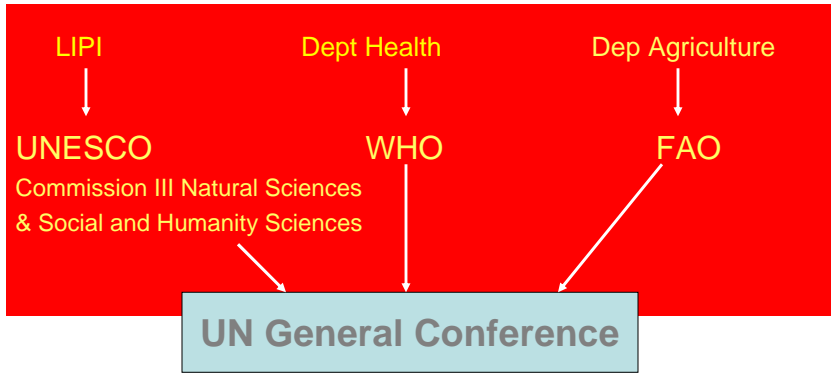 LIPI
Dept Health
Dep Agriculture
UNESCO
WHO
FAO
Commission III Natural Sciences
& Social and Humanity Sciences
UN General Conference